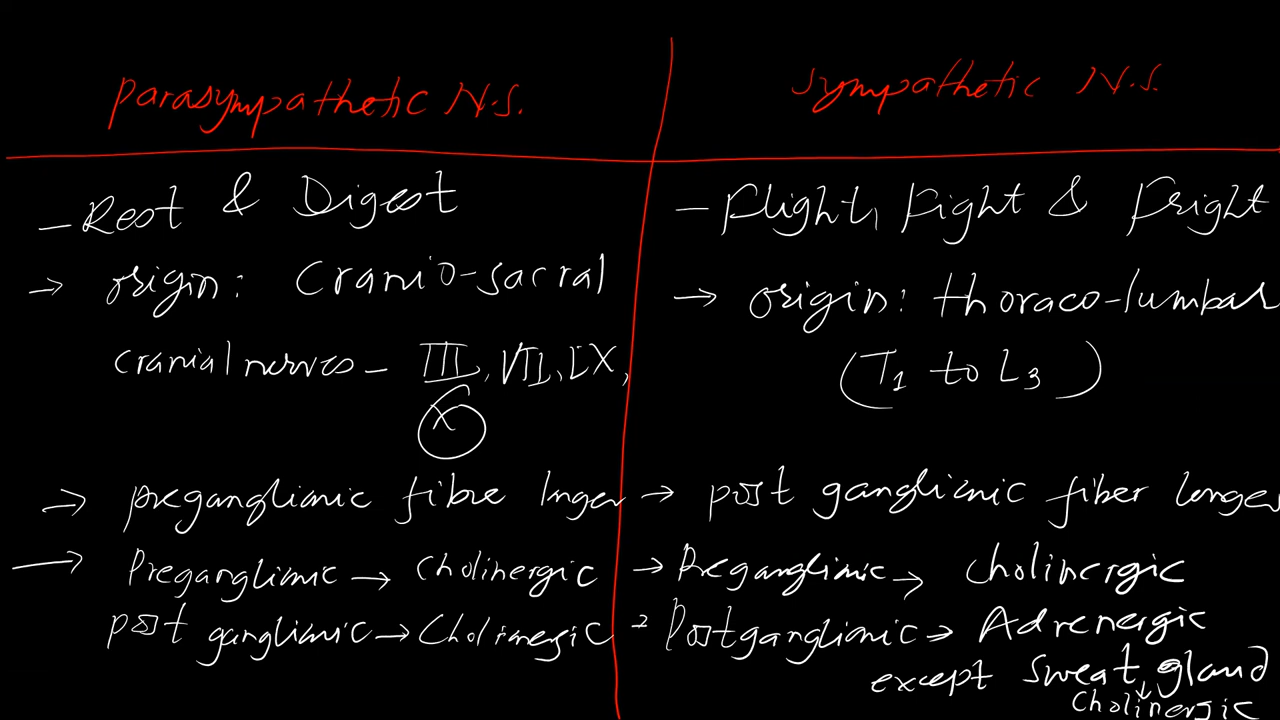 parasympathetic N.S.
- Rest & Digest
→ origin: Cranio-sacral
cranial nerves - III, VII, IX,
X
→ preganglionic fibre longer
→ Preganglionic → cholinergic
post ganglionic → Cholinergic
sympathetic N.S.
- Flight, Fight & Fright
→ origin: thoraco-lumbar
(T1 to L3)
→ post ganglionic fiber longer
→ Preganglionic → cholinergic
Postganglionic → Adrenergic
except sweat gland
↓
Cholinergic